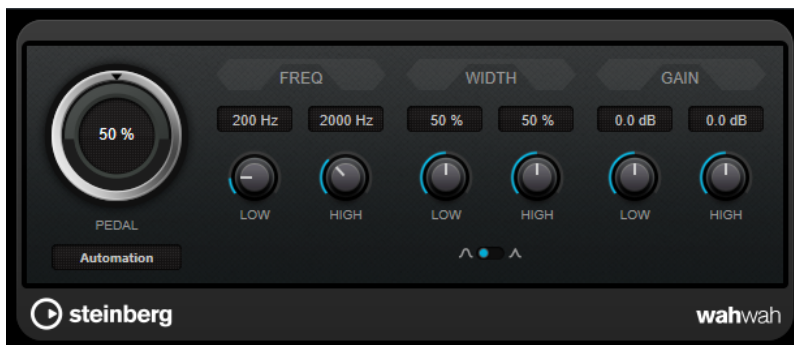 FREQ WIDTH GAIN
50 % 200 Hz 2000 Hz 50 % 50 % 0.0 dB 0.0 dB
LOW HIGH LOW HIGH LOW HIGH
PEDAL
Automation
steinberg wahwah